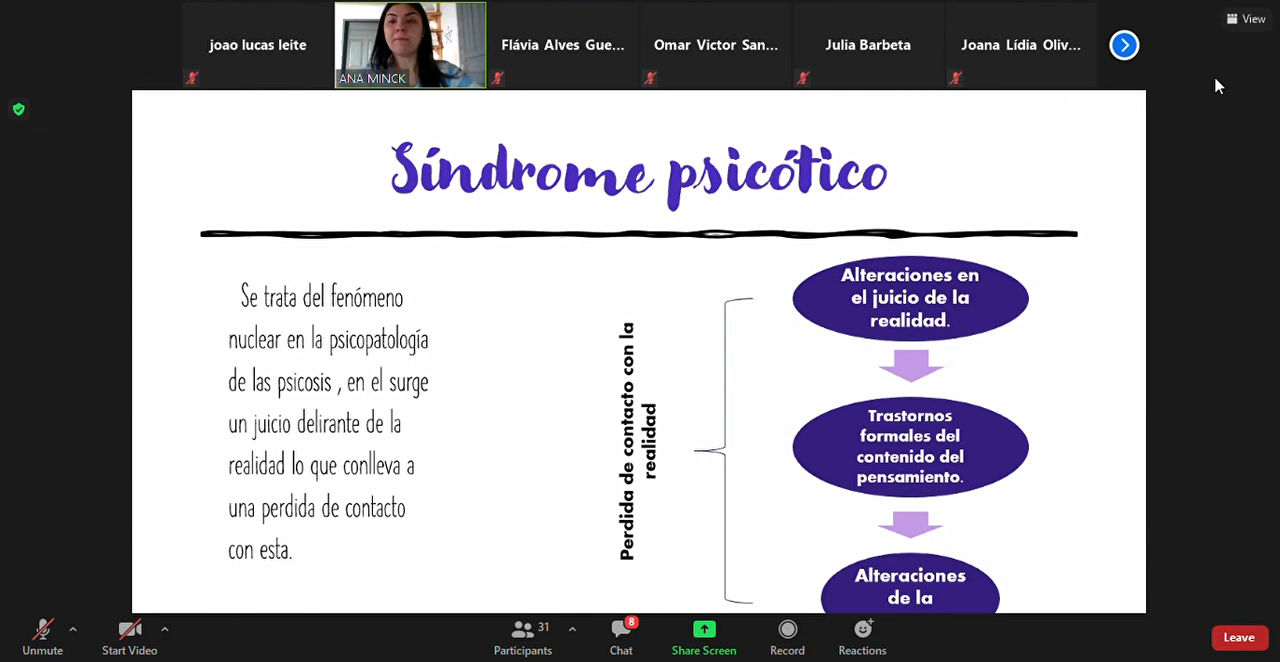 View
joao lucas leite
ANA MINCK
Flávia Alves Gue...
Omar Victor San...
Julia Barbeta
Joana Lídia Oliv...
Síndrome psicótico
Se trata del fenómeno
nuclear en la psicopatología
de las psicosis , en el surge
un juicio delirante de la
realidad lo que conlleva a
una perdida de contacto
con esta.
Perdida de contacto con la
realidad
Alteraciones en
el juicio de la
realidad.
Trastornos
formales del
contenido del
pensamiento.
Alteraciones
de la
Unmute
Start Video
31
Participants
8
Chat
Share Screen
Record
Reactions
Leave